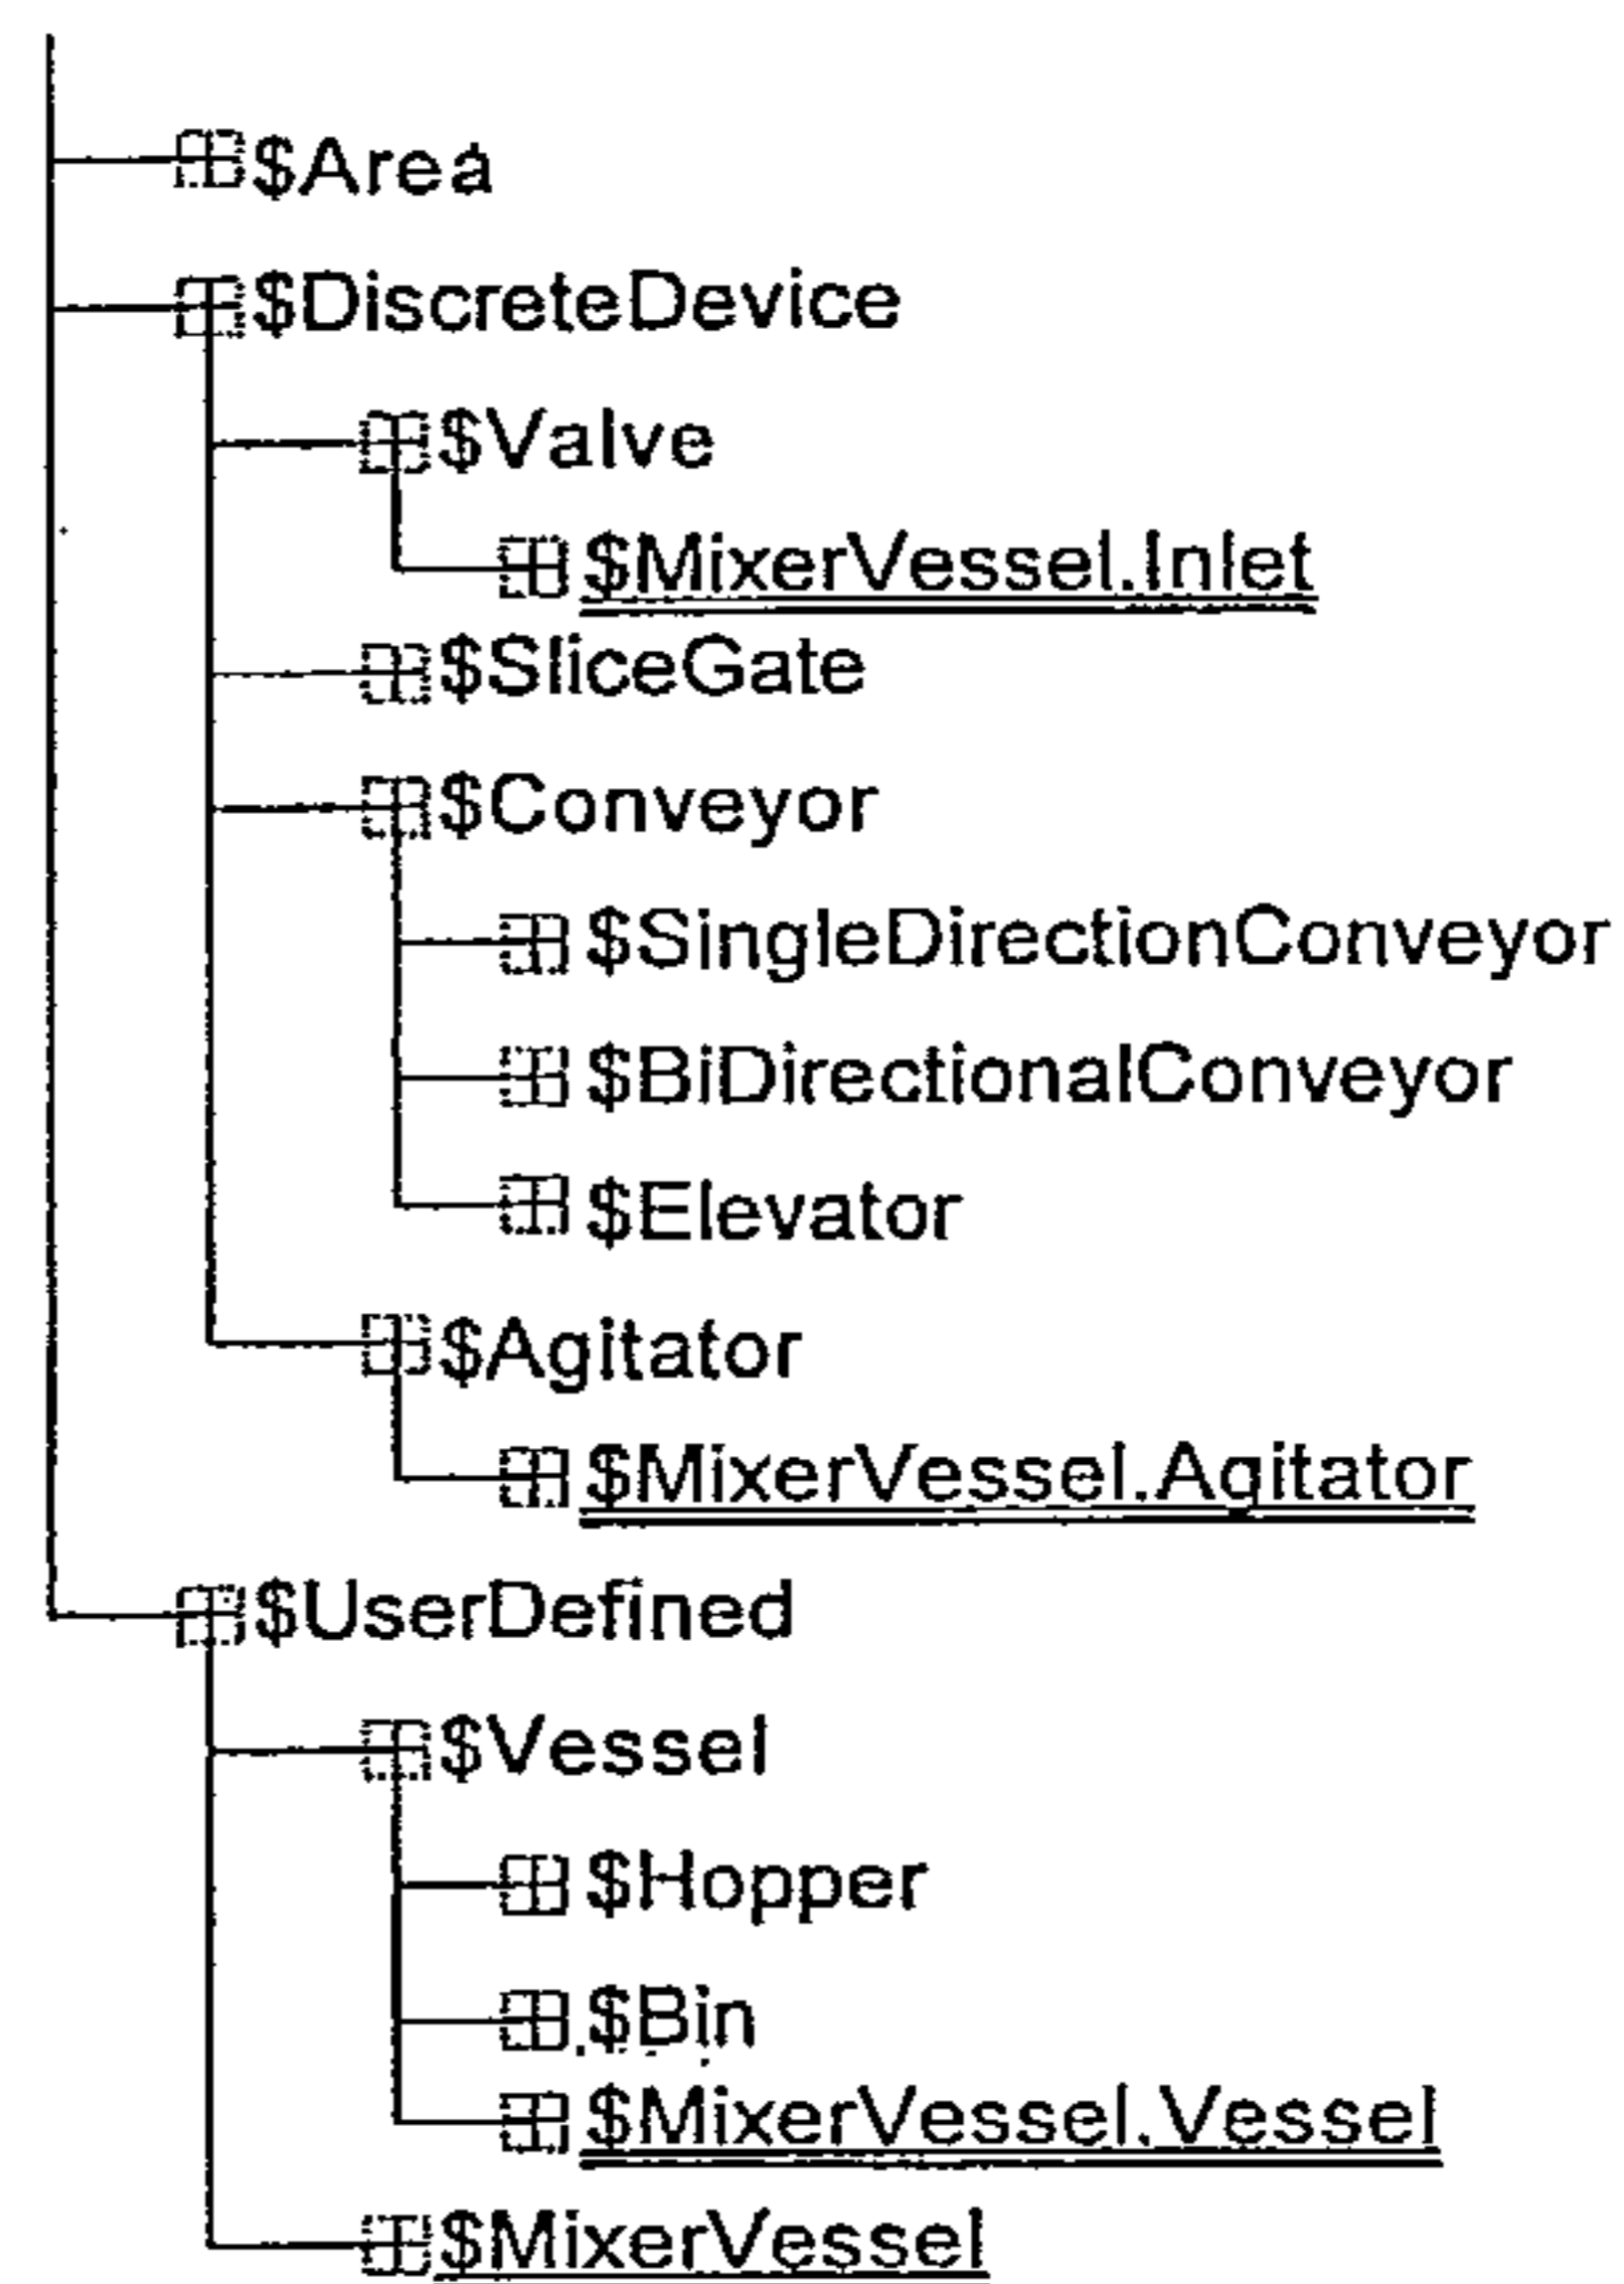 $Area
$DiscreteDevice
$Valve
$MixerVessel.Inlet
$SliceGate
$Conveyor
$SingleDirectionConveyor
$BiDirectionalConveyor
$Elevator
$Agitator
$MixerVessel.Agitator
$UserDefined
$Vessel
$Hopper
$Bin
$MixerVessel.Vessel
$MixerVessel